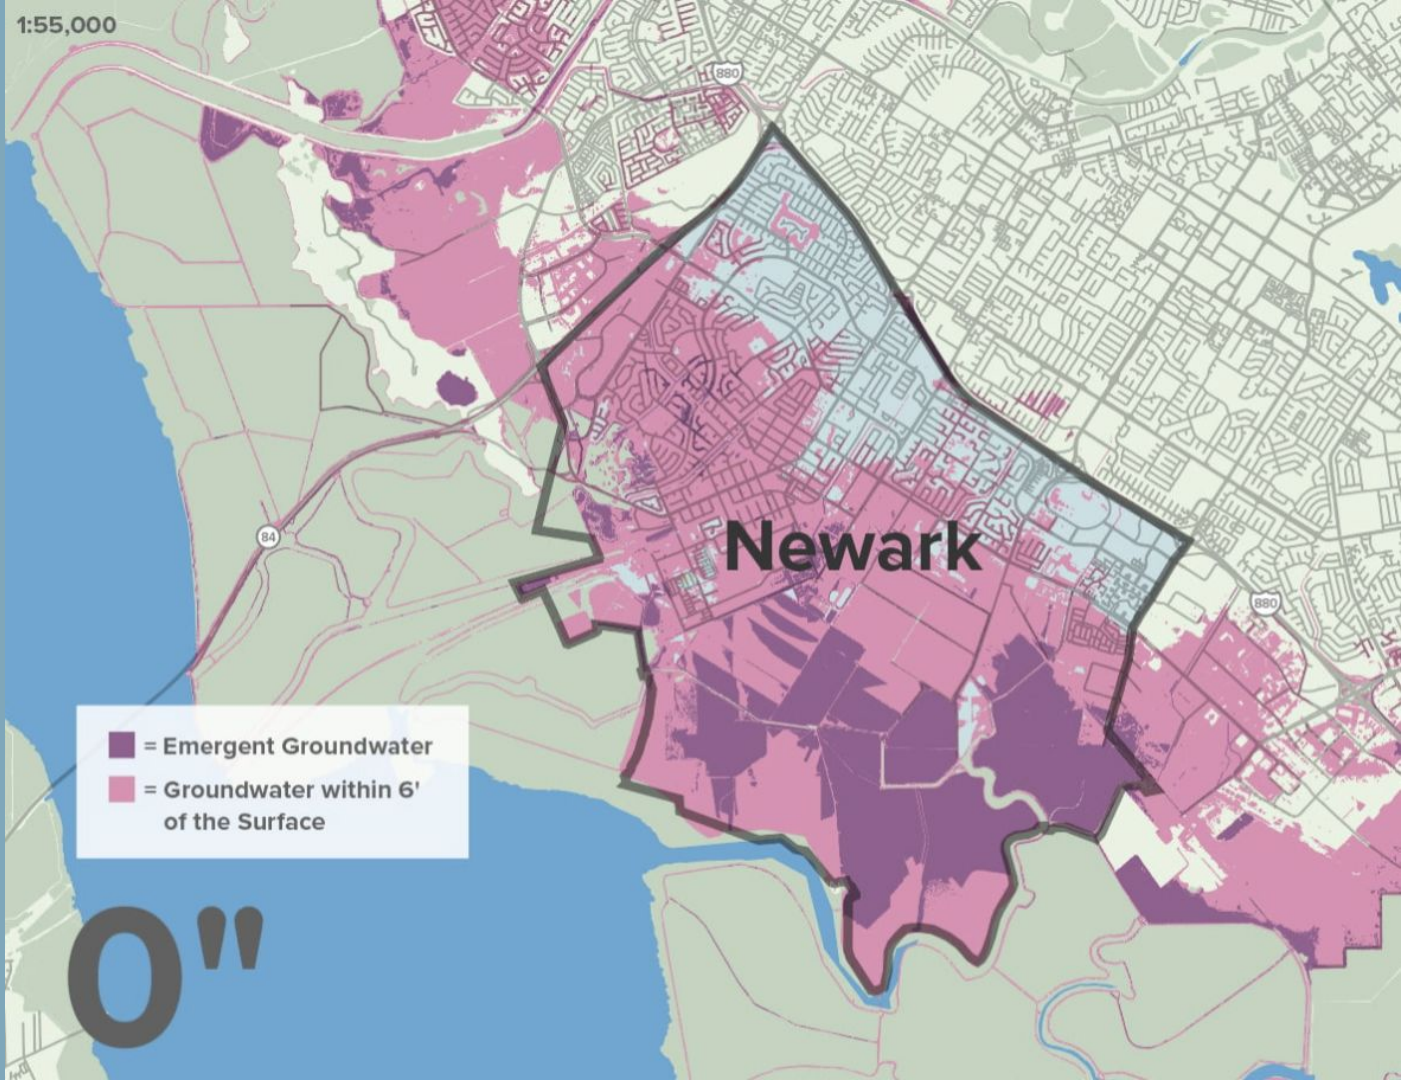 1:55,000
880
Newark
84
880
= Emergent Groundwater
= Groundwater within 6'
of the Surface
0"